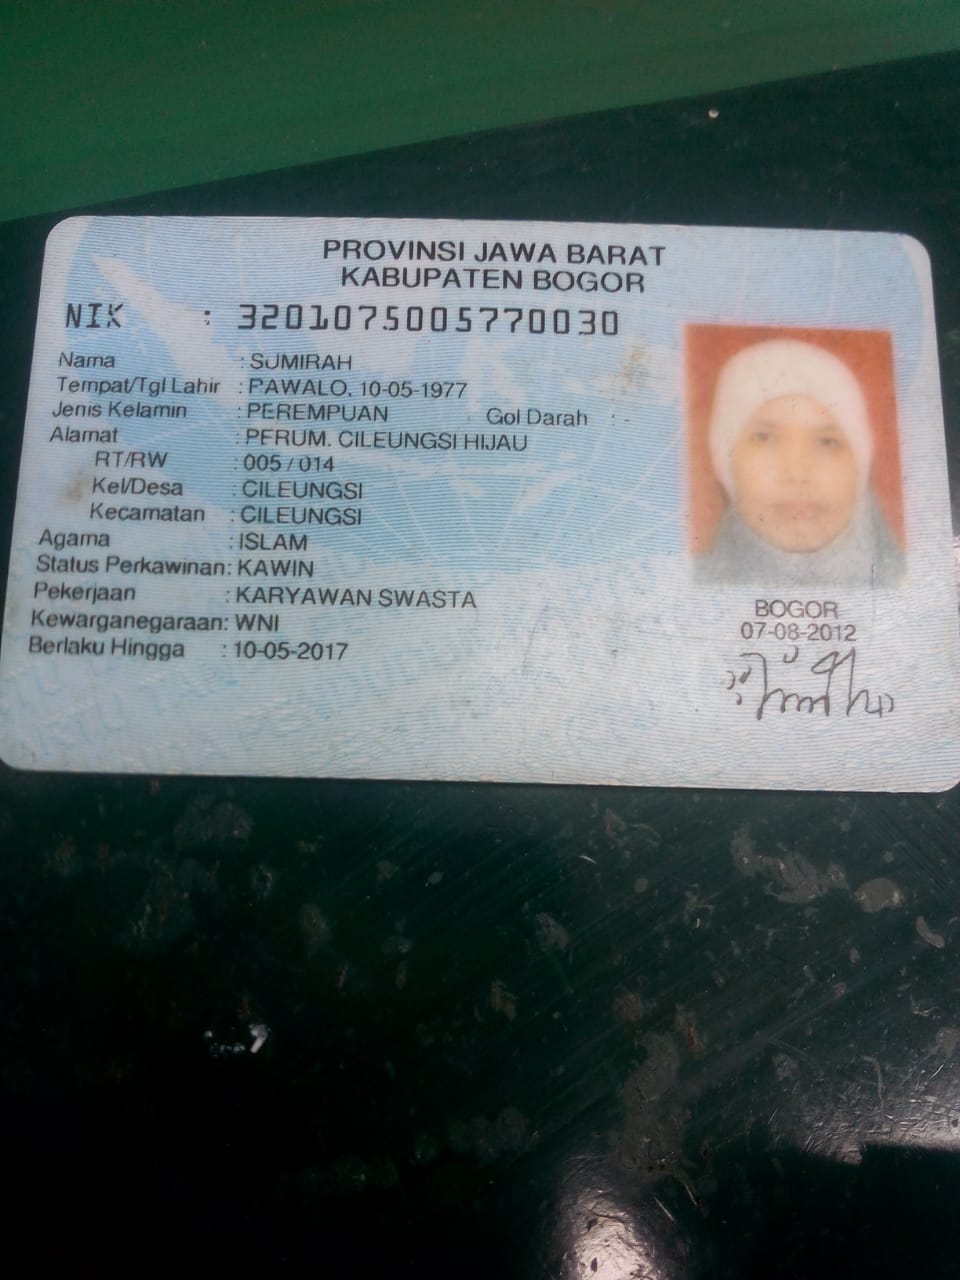 PROVINSI JAWA BARAT
KABUPATEN BOGOR
NIK : 3201075005770030
Nama : SUMIRAH
Tempat/Tgl Lahir : PAWALO, 10-05-1977
Jenis Kelamin : PEREMPUAN Gol Darah : -
Alamat : PERUM. CILEUNGSI HIJAU
RT/RW : 005 / 014
Kel/Desa : CILEUNGSI
Kecamatan : CILEUNGSI
Agama : ISLAM
Status Perkawinan: KAWIN
Pekerjaan : KARYAWAN SWASTA
Kewarganegaraan: WNI
Berlaku Hingga : 10-05-2017
BOGOR
07-08-2012